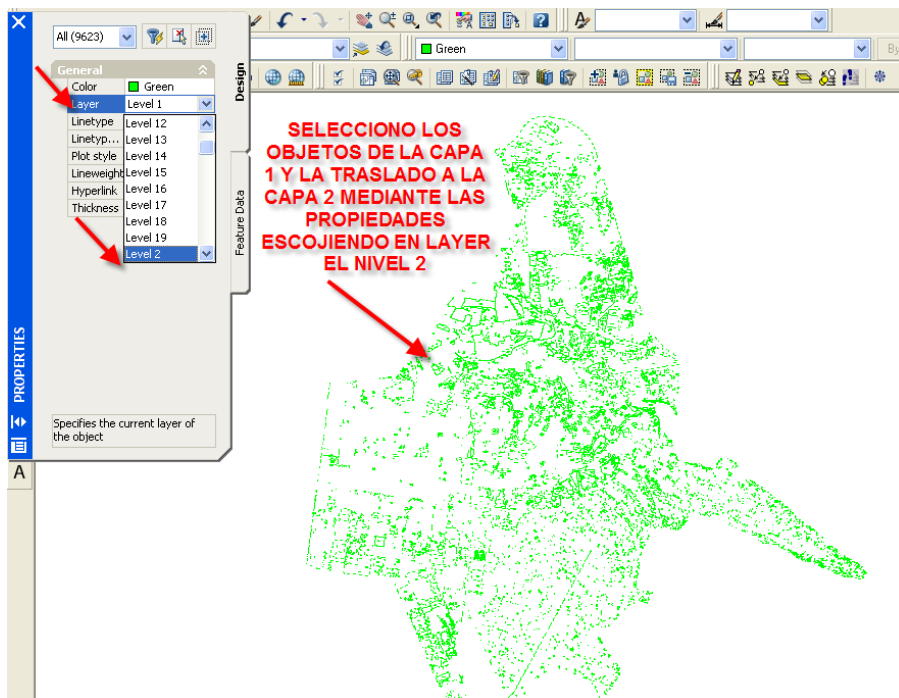 All (9623)
Green
By
General
Color Green
Layer Level 1
Linetype
Level 12
Linetyp...
Level 13
Plot style
Level 14
Lineweight
Level 15
Hyperlink
Level 16
Thickness
Level 17
Level 18
Level 19
Level 2
Design
Feature Data
PROPERTIES
Specifies the current layer of
the object
A
SELECCIONO LOS
OBJETOS DE LA CAPA
1 Y LA TRASLADO A LA
CAPA 2 MEDIANTE LAS
PROPIEDADES
ESCOJIENDO EN LAYER
EL NIVEL 2